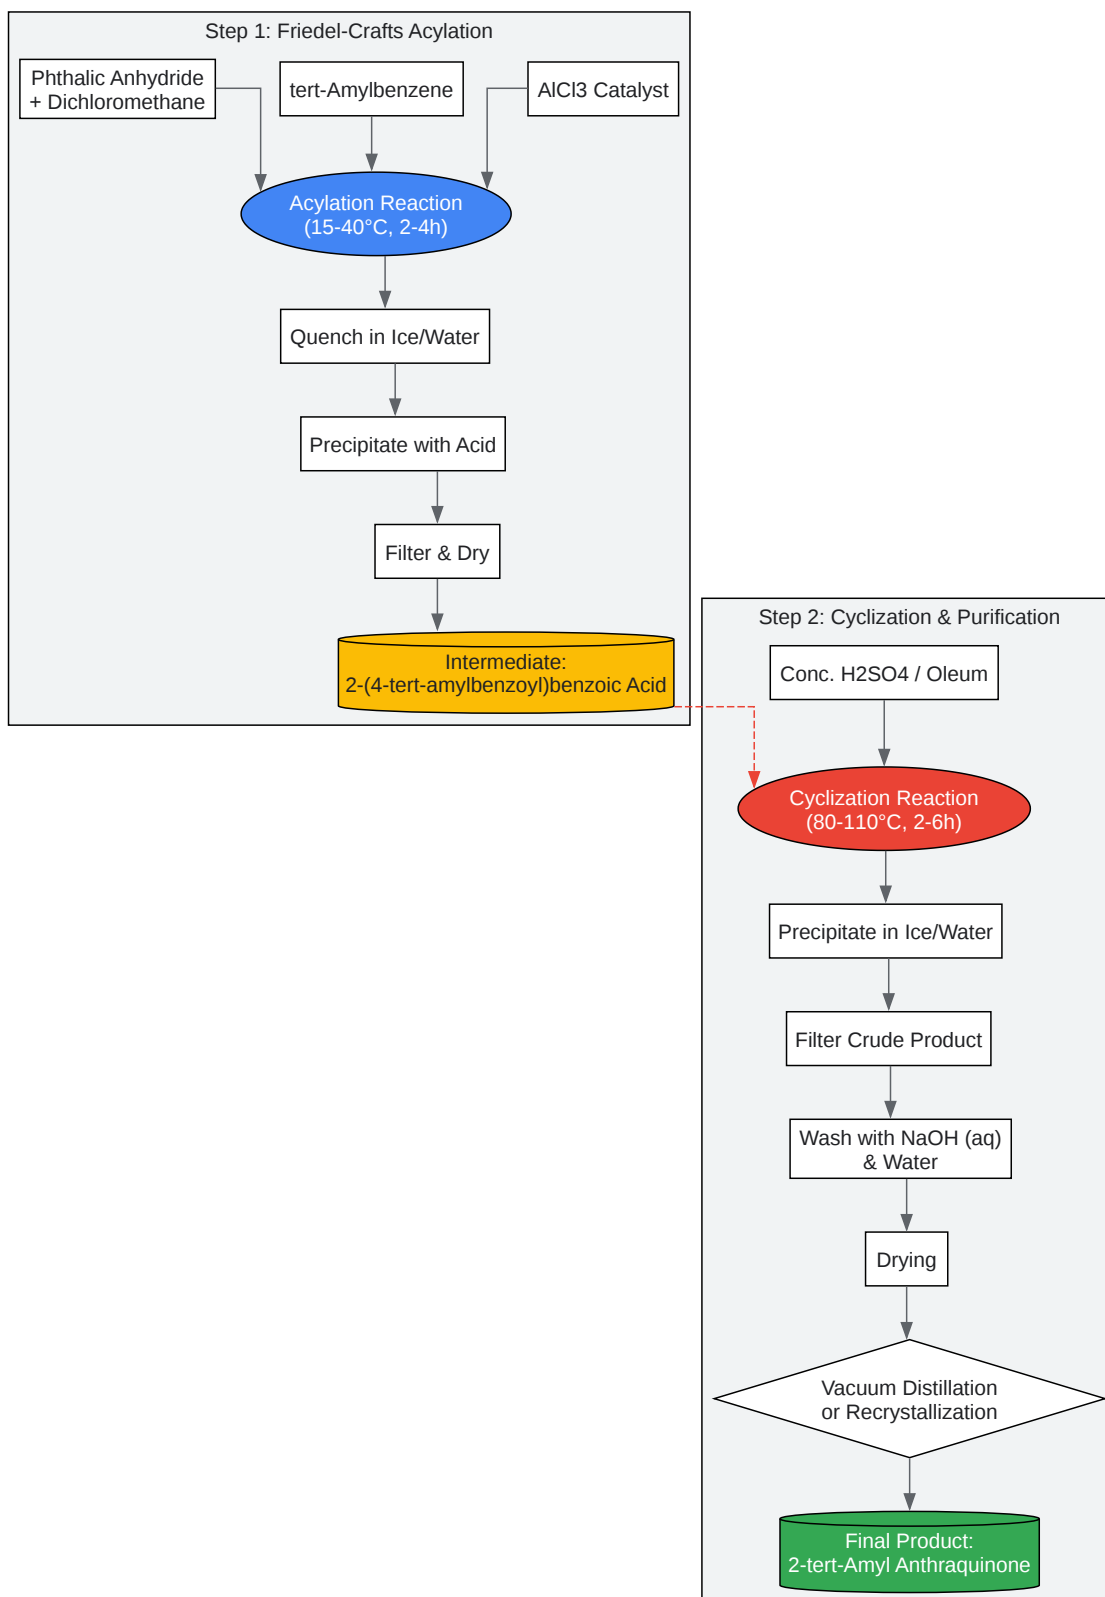 Step 1: Friedel-Crafts Acylation
Phthalic Anhydride
+ Dichloromethane
tert-Amylbenzene
AlCl3 Catalyst
Acylation Reaction
(15-40°C, 2-4h)
Quench in Ice/Water
Precipitate with Acid
Filter & Dry
Intermediate:
2-(4-tert-amylbenzoyl)benzoic Acid
Step 2: Cyclization & Purification
Conc. H2SO4 / Oleum
Cyclization Reaction
(80-110°C, 2-6h)
Precipitate in Ice/Water
Filter Crude Product
Wash with NaOH (aq)
& Water
Drying
Vacuum Distillation
or Recrystallization
Final Product:
2-tert-Amyl Anthraquinone